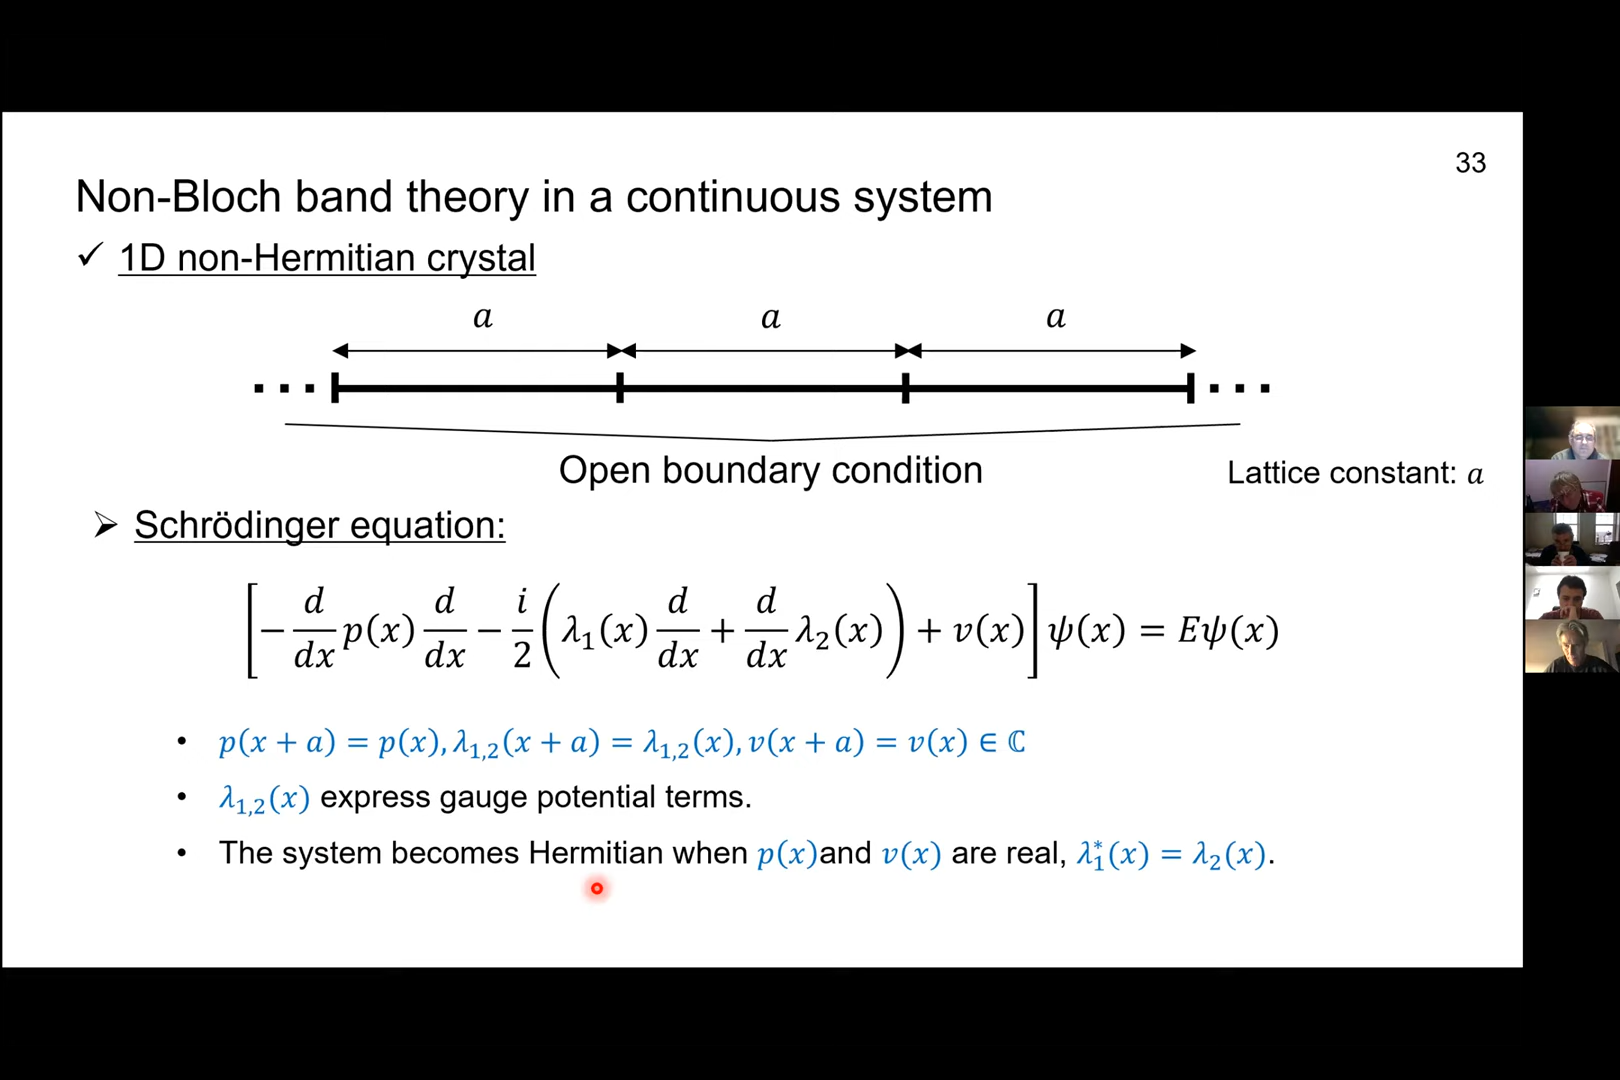 33
Non-Bloch band theory in a continuous system
✓ 1D non-Hermitian crystal
a a a
Open boundary condition
Lattice constant: a
➢ Schrödinger equation:
[−d/dx p(x) d/dx − i/2 (λ₁(x) d/dx + d/dx λ₂(x)) + v(x)] ψ(x) = Eψ(x)
• p(x + a) = p(x), λ₁,₂(x + a) = λ₁,₂(x), v(x + a) = v(x) ∈ ℂ
• λ₁,₂(x) express gauge potential terms.
• The system becomes Hermitian when p(x)and v(x) are real, λ₁*(x) = λ₂(x).